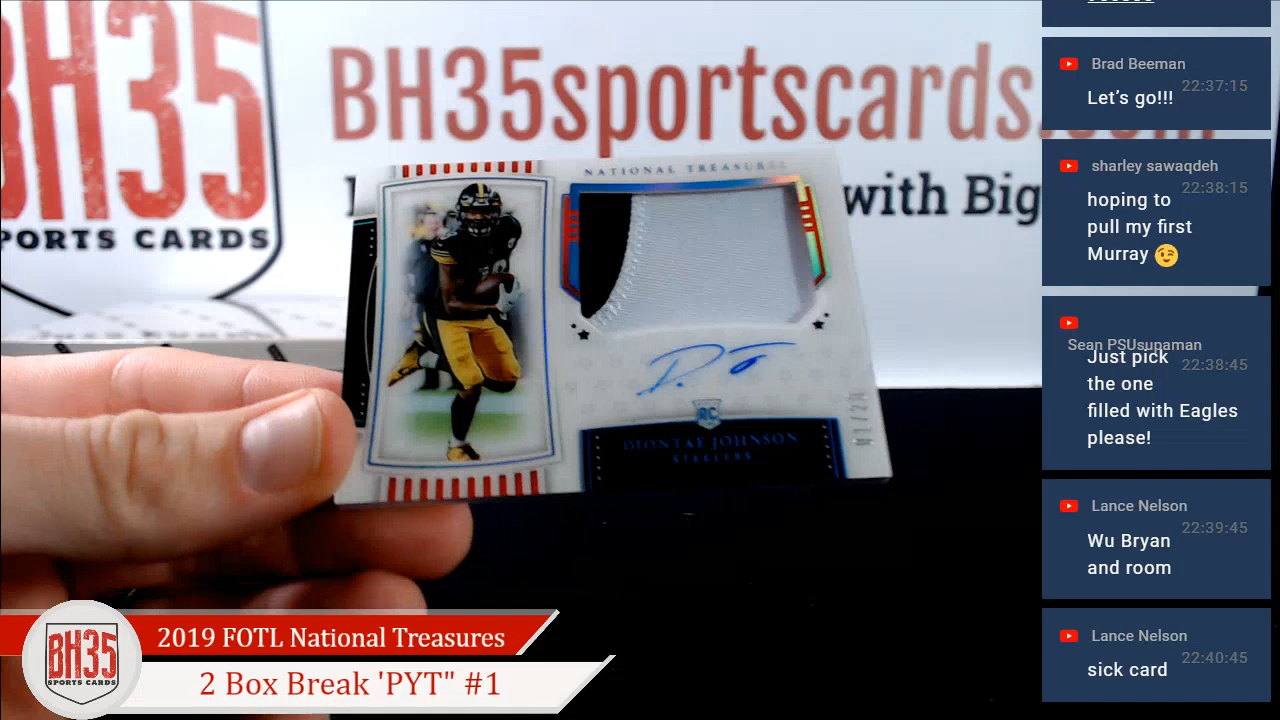 BH35
SPORTS CARDS
BH35sportscards.com
with Big
NATIONAL TREASURES
RC
DIONTAE JOHNSON
STEELERS
Brad Beeman
22:37:15
Let's go!!!
sharley sawaqdeh
22:38:15
hoping to
pull my first
Murray 😉
Sean PSUsupaman
22:38:45
Just pick
the one
filled with Eagles
please!
Lance Nelson
22:39:45
Wu Bryan
and room
Lance Nelson
22:40:45
sick card
BH35
SPORTS CARDS
2019 FOTL National Treasures
2 Box Break 'PYT" #1